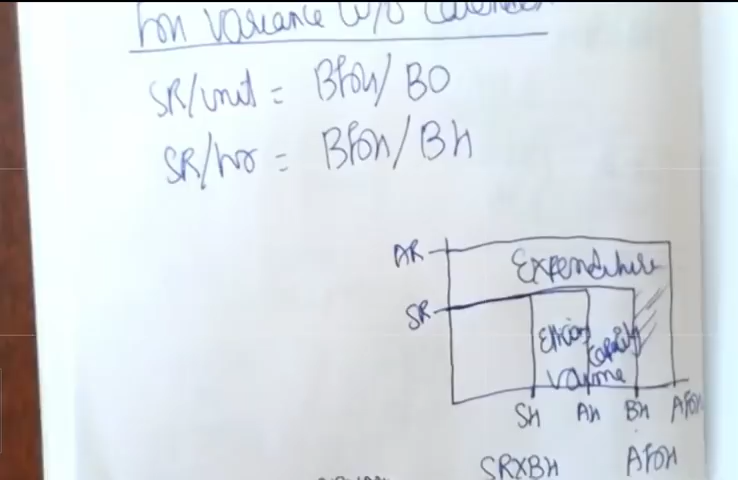 Foh Variance w/o
SR/unit = BFoh/ BO
SR/hr = BFoh/ Bh
AR
Expenditure
SR
Efficiency
Capacity
Volume
Sh Ah Bh AFoh
SRXBh AFoh